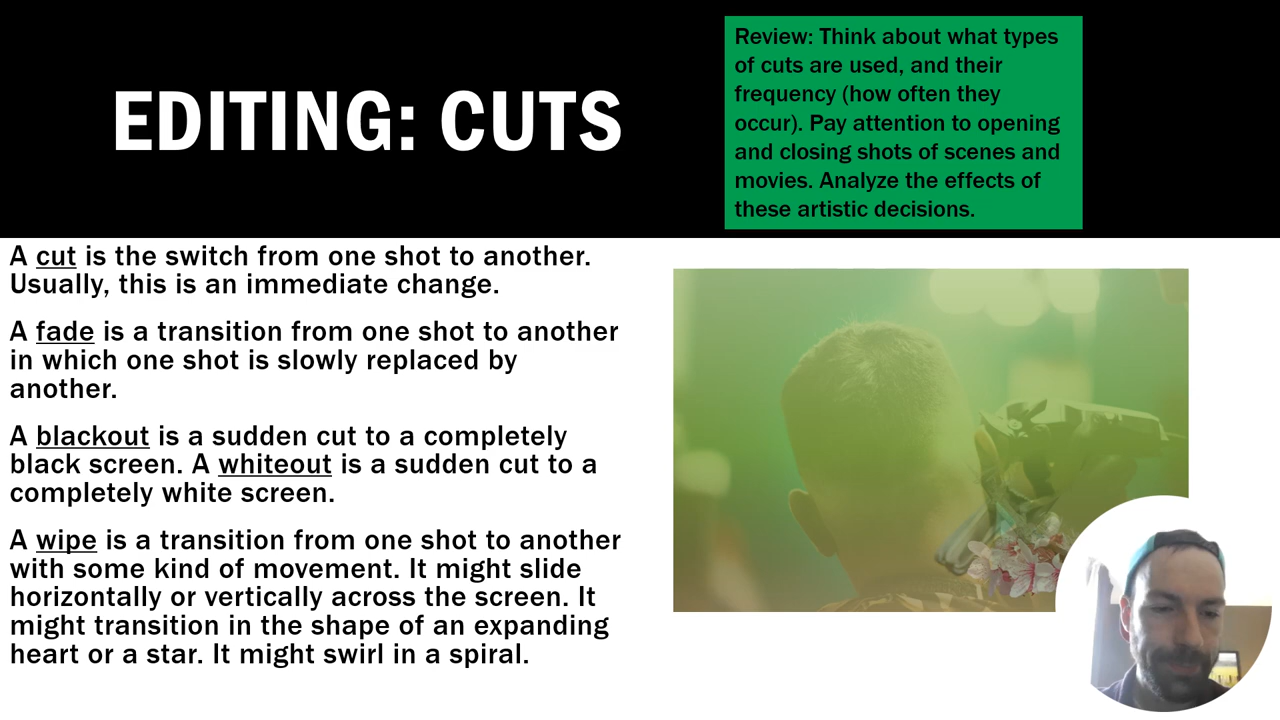 EDITING: CUTS
Review: Think about what types
of cuts are used, and their
frequency (how often they
occur). Pay attention to opening
and closing shots of scenes and
movies. Analyze the effects of
these artistic decisions.
A cut is the switch from one shot to another.
Usually, this is an immediate change.
A fade is a transition from one shot to another
in which one shot is slowly replaced by
another.
A blackout is a sudden cut to a completely
black screen. A whiteout is a sudden cut to a
completely white screen.
A wipe is a transition from one shot to another
with some kind of movement. It might slide
horizontally or vertically across the screen. It
might transition in the shape of an expanding
heart or a star. It might swirl in a spiral.